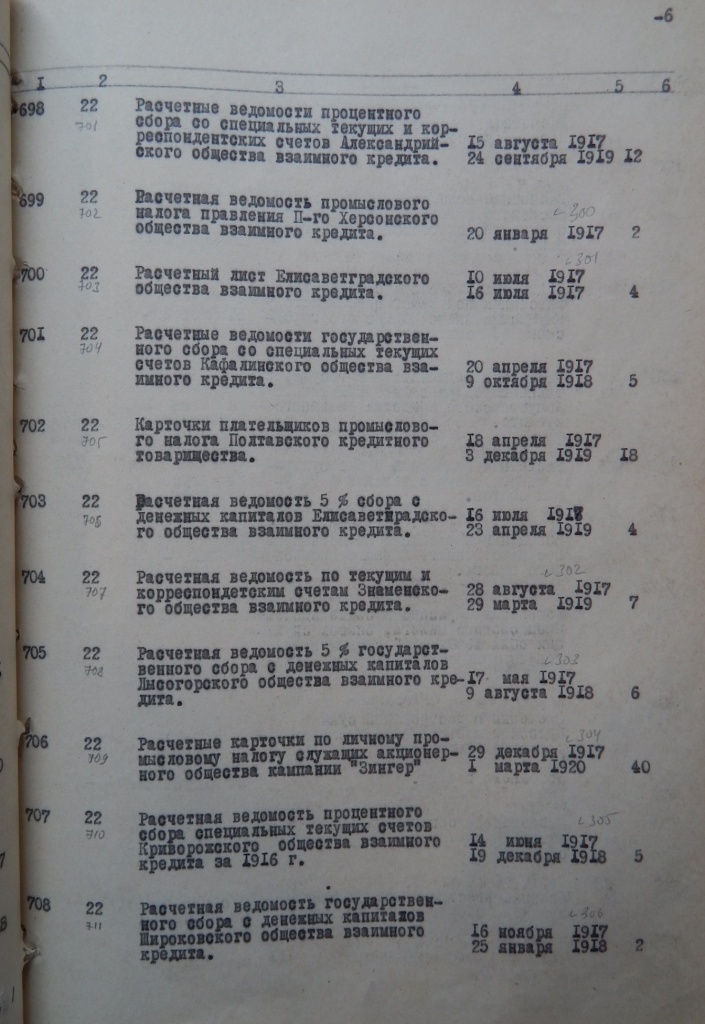 -6
I 2 3 4 5 6
698 22 Расчетные ведомости процентного
701 сбора со специальных текущих и кор-
респондентских счетов Александрий- 15 августа 1917
ского общества взаимного кредита. 24 сентября 1919 12
699 22 Расчетная ведомость промыслового
702 налога правления П-го Херсонского с 300
общества взаимного кредита. 20 января 1917 2
с 301
700 22 Расчетный лист Елисаветградского 10 июля 1917
703 общества взаимного кредита. 16 июля 1917 4
701 22 Расчетные ведомости государствен-
704 ного сбора со специальных текущих
счетов Кафалинского общества вза- 20 апреля 1917
имного кредита. 9 октября 1918 5
702 22 Карточки плательщиков промыслово-
705 го налога Полтавского кредитного 18 апреля 1917
товарищества. 3 декабря 1919 18
703 22 Расчетная ведомость 5 % сбора с
706 денежных капиталов Елисаветградско- 16 июля 1917
го общества взаимного кредита. 23 апреля 1919 4
с 302
704 22 Расчетная ведомость по текущим и
707 корреспондетским счетам Знаменско- 28 августа 1917
го общества взаимного кредита. 29 марта 1919 7
705 22 Расчетная ведомость 5 % государст-
708 венного сбора с денежных капиталов с 303
Лысогорского общества взаимного кре- 17 мая 1917
дита. 9 августа 1918 6
с 304
706 22 Расчетные карточки по личному про-
709 мысловому налогу служащих акционер- 29 декабря 1917
ного общества кампании "Зингер" 1 марта 1920 40
707 22 Расчетная ведомость процентного с 305
710 сбора специальных текущих счетов
Криворожского общества взаимного 14 июня 1917
кредита за 1916 г. 19 декабря 1918 5
708 22 Расчетная ведомость государствен-
711 ного сбора с денежных капиталов с 306
Широковского общества взаимного 16 ноября 1917
кредита. 25 января 1918 2